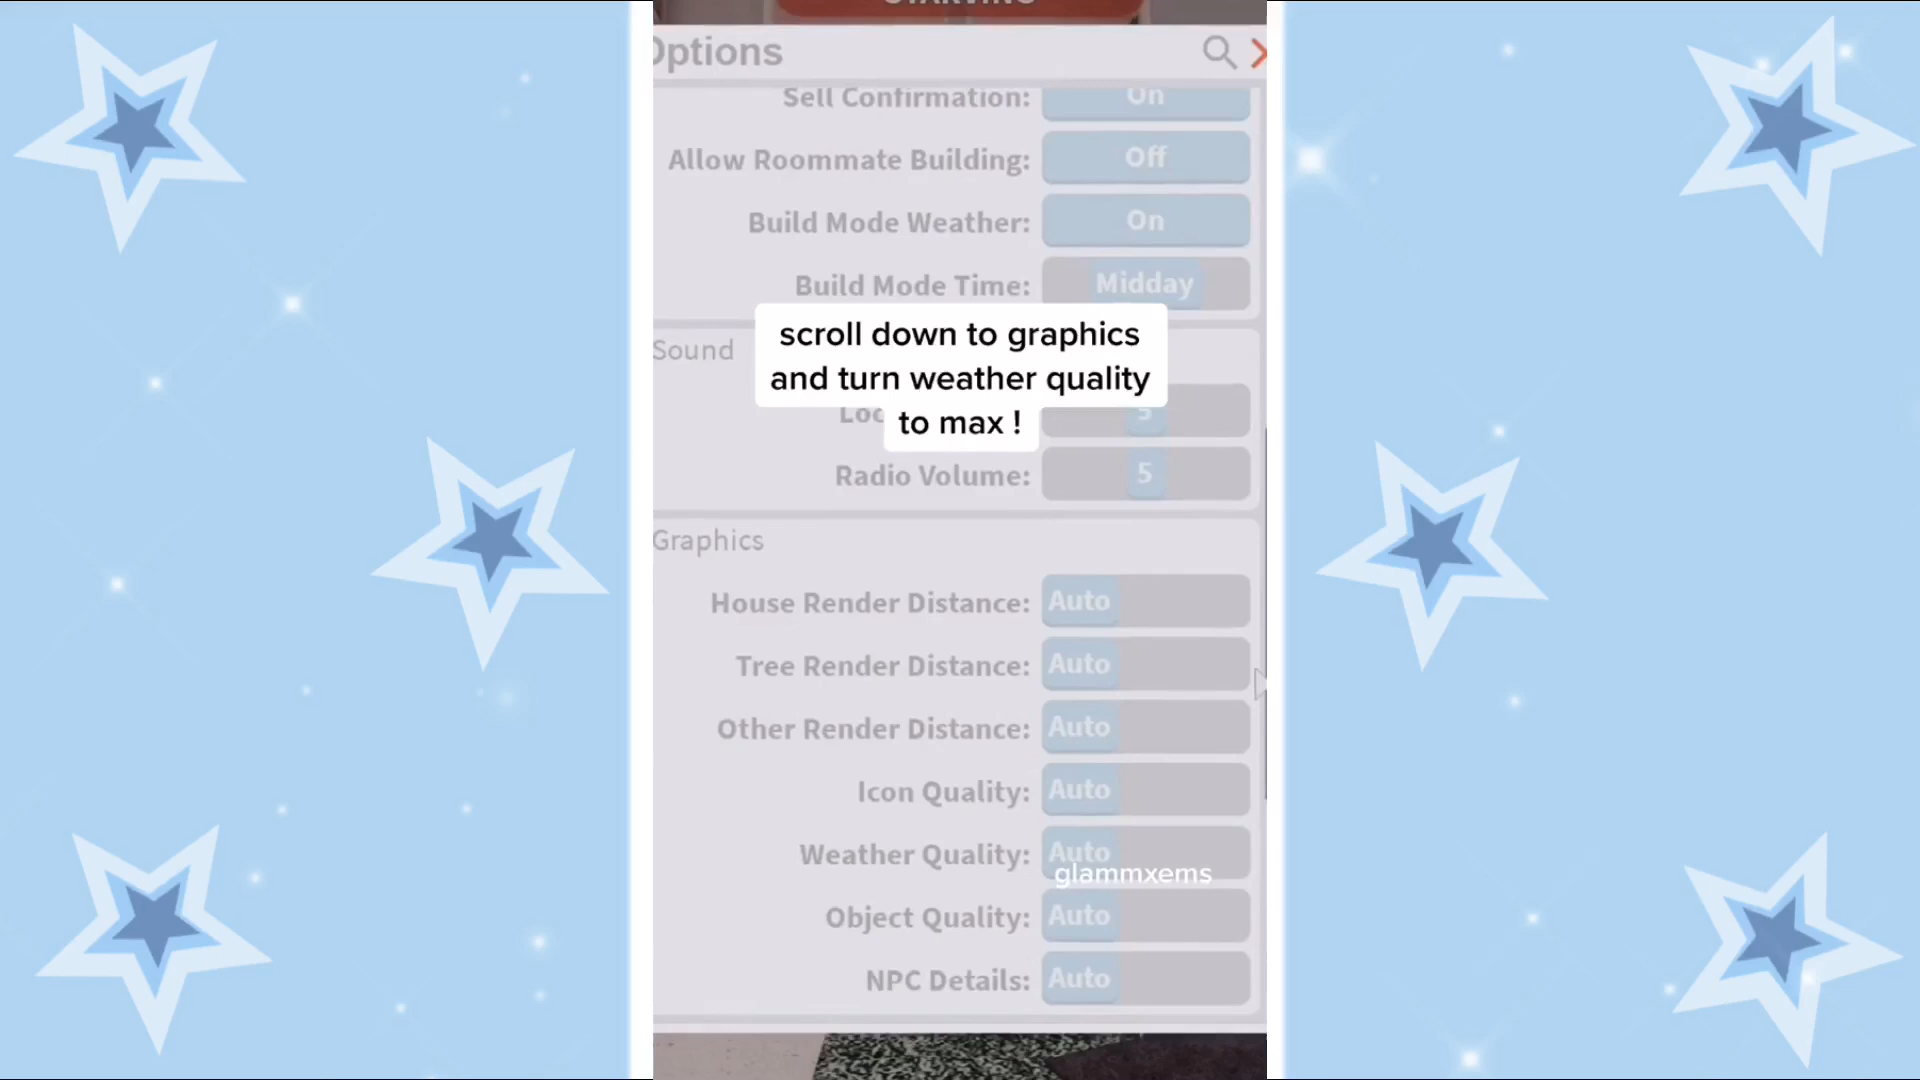 Options
Sell Confirmation: On
Allow Roommate Building: Off
Build Mode Weather: On
Build Mode Time: Midday
scroll down to graphics
and turn weather quality
to max !
Sound
5
Radio Volume: 5
Graphics
House Render Distance: Auto
Tree Render Distance: Auto
Other Render Distance: Auto
Icon Quality: Auto
Weather Quality: Auto
glammxems
Object Quality: Auto
NPC Details: Auto